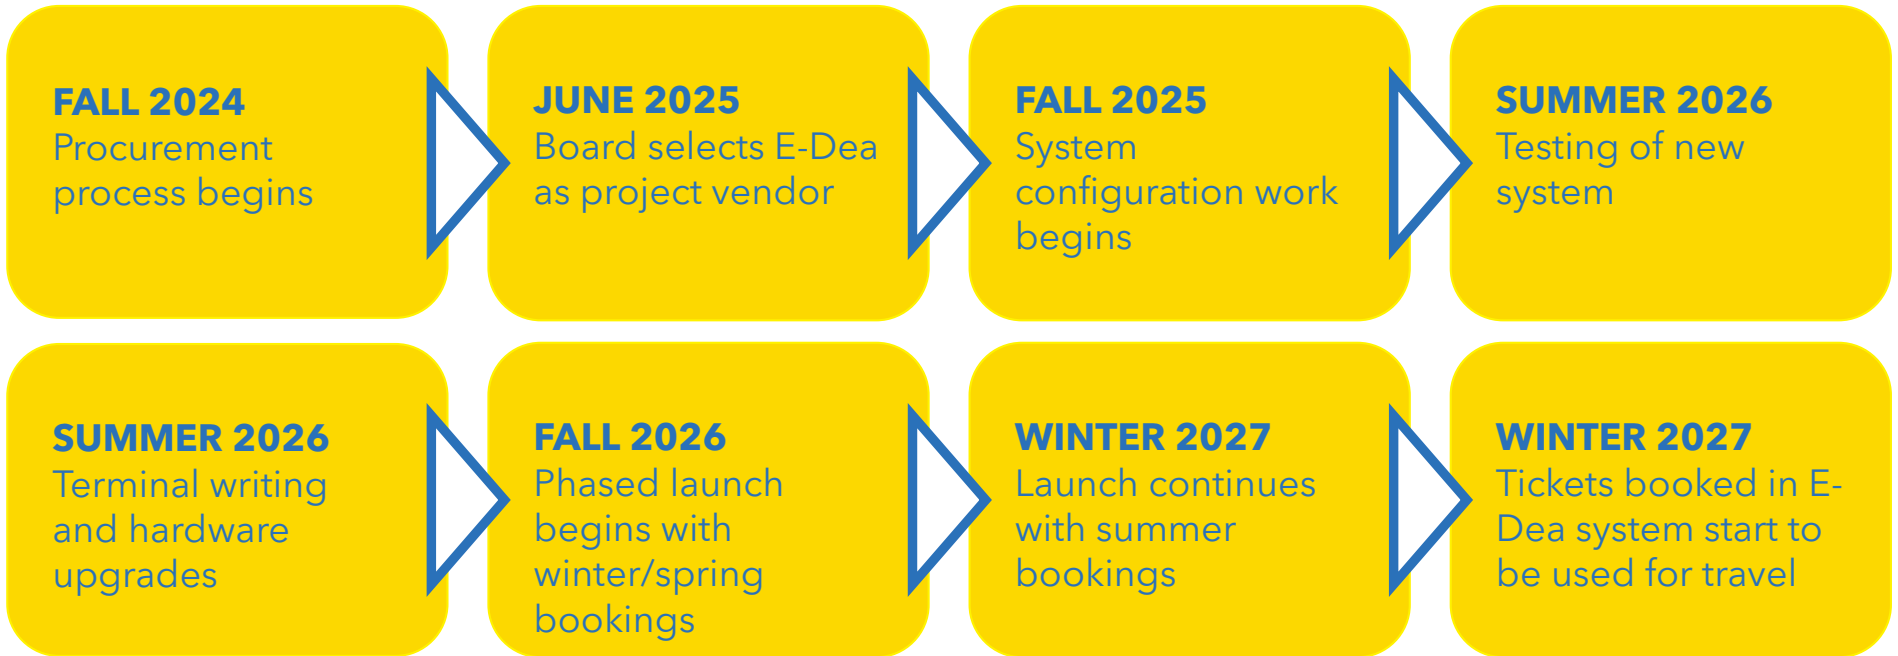 FALL 2024
Procurement
process begins
JUNE 2025
Board selects E-Dea
as project vendor
FALL 2025
System
configuration work
begins
SUMMER 2026
Testing of new
system
SUMMER 2026
Terminal writing
and hardware
upgrades
FALL 2026
Phased launch
begins with
winter/spring
bookings
WINTER 2027
Launch continues
with summer
bookings
WINTER 2027
Tickets booked in E-
Dea system start to
be used for travel